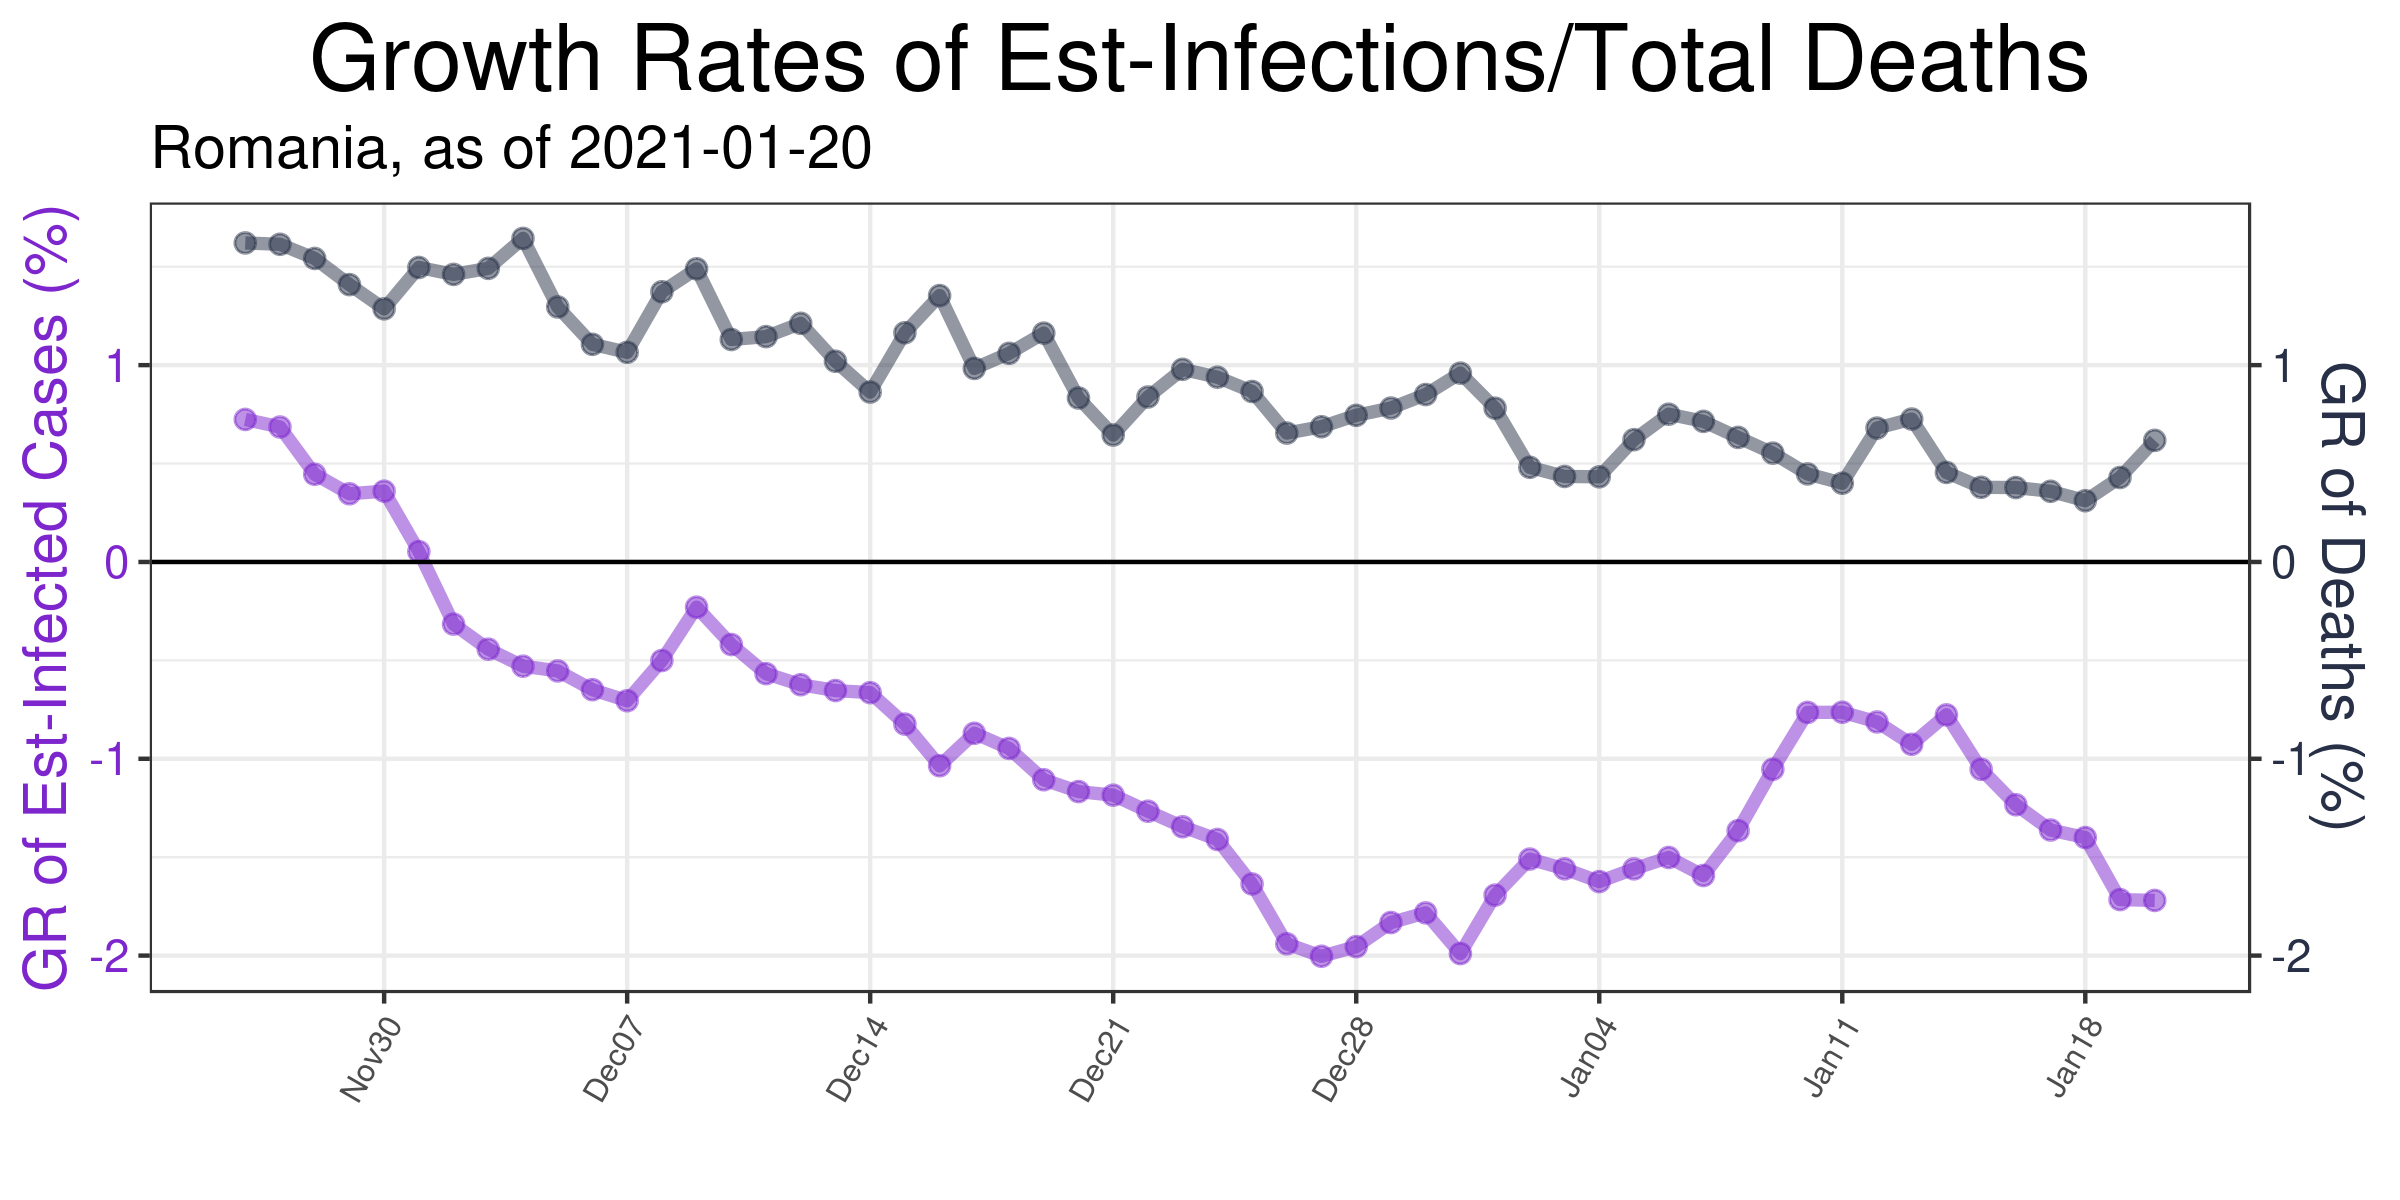 Growth Rates of Est-Infections/Total Deaths
Romania, as of 2021-01-20
GR of Est-Infected Cases (%)
1
0
-1
-2
1
0
-1
-2
GR of Deaths (%)
Nov30
Dec07
Dec14
Dec21
Dec28
Jan04
Jan11
Jan18